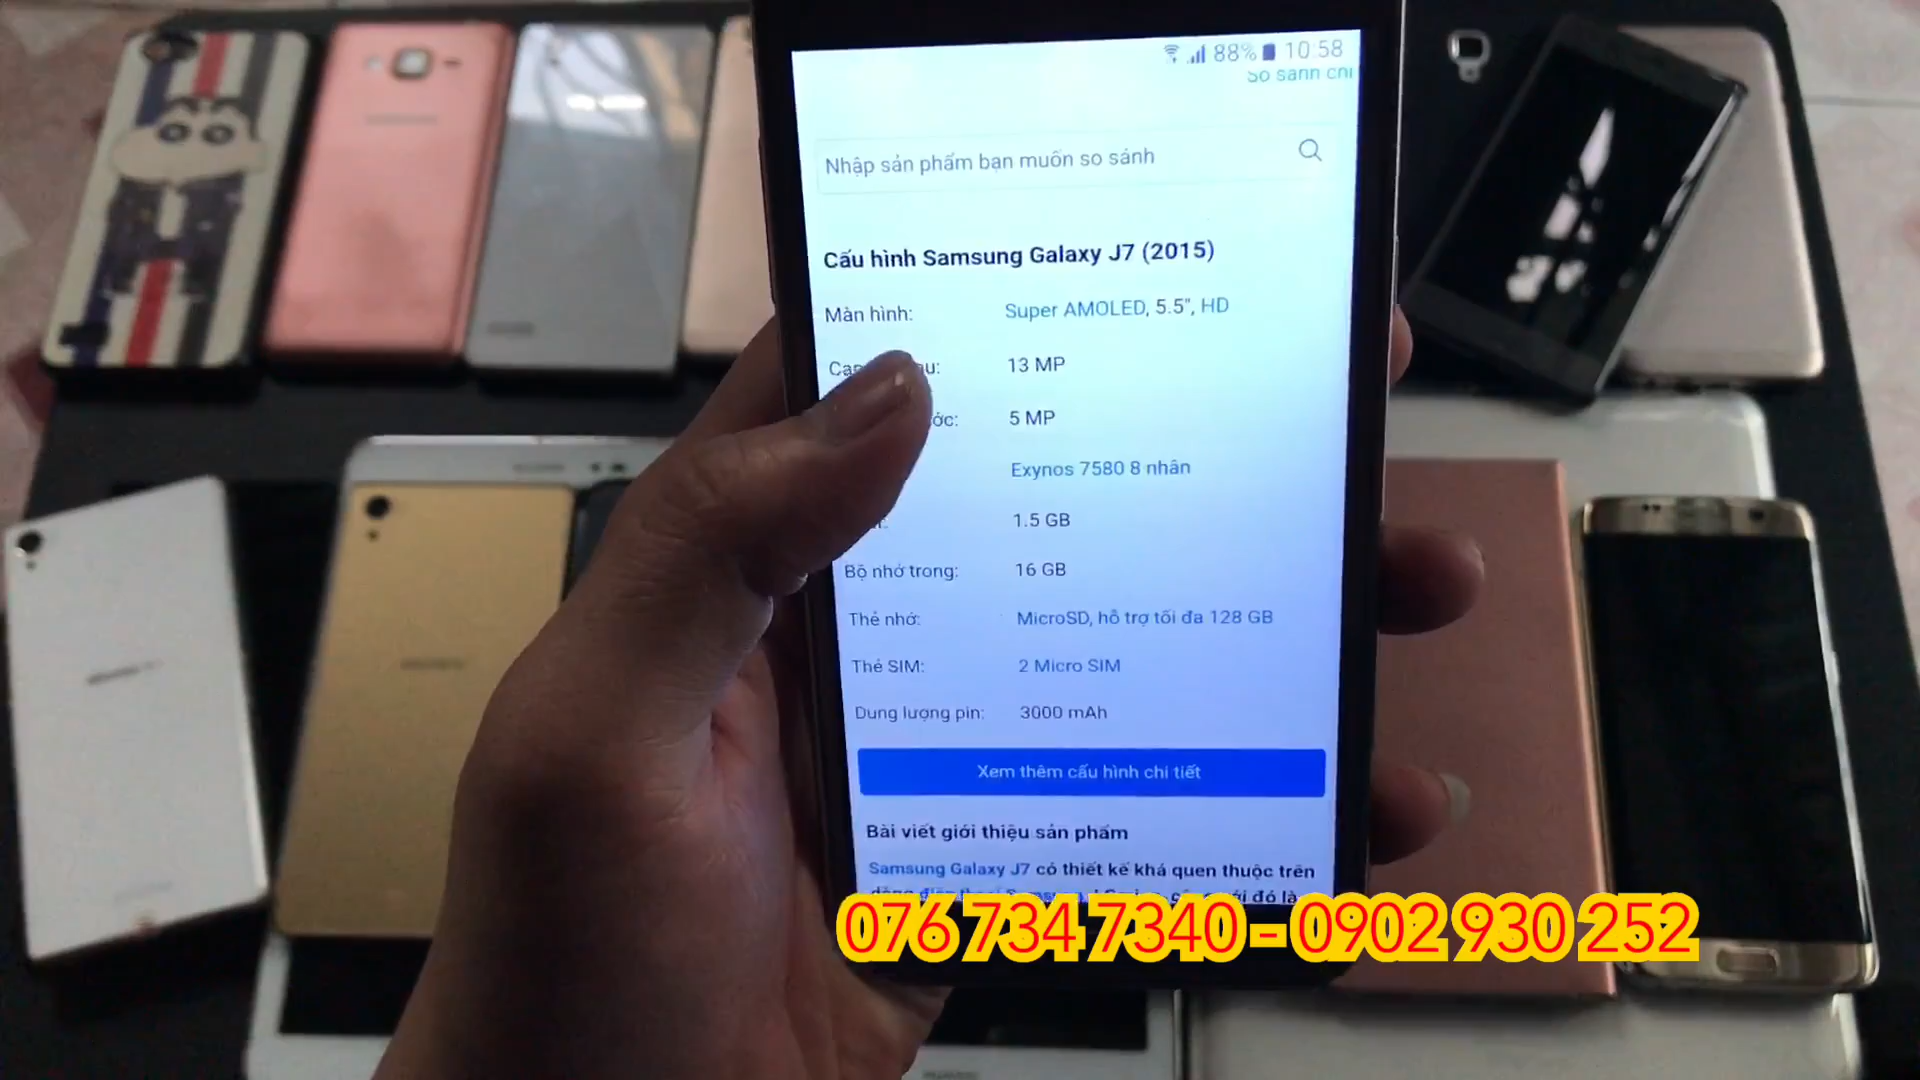 88% 10:58
So sánh chi
Nhập sản phẩm bạn muốn so sánh
Cấu hình Samsung Galaxy J7 (2015)
Màn hình: Super AMOLED, 5.5", HD
13 MP
5 MP
Exynos 7580 8 nhân
1.5 GB
Bộ nhớ trong: 16 GB
Thẻ nhớ: MicroSD, hỗ trợ tối đa 128 GB
Thẻ SIM: 2 Micro SIM
Dung lượng pin: 3000 mAh
Xem thêm cấu hình chi tiết
Bài viết giới thiệu sản phẩm
Samsung Galaxy J7 có thiết kế khá quen thuộc trên
076 734 7340 - 0902 930 252